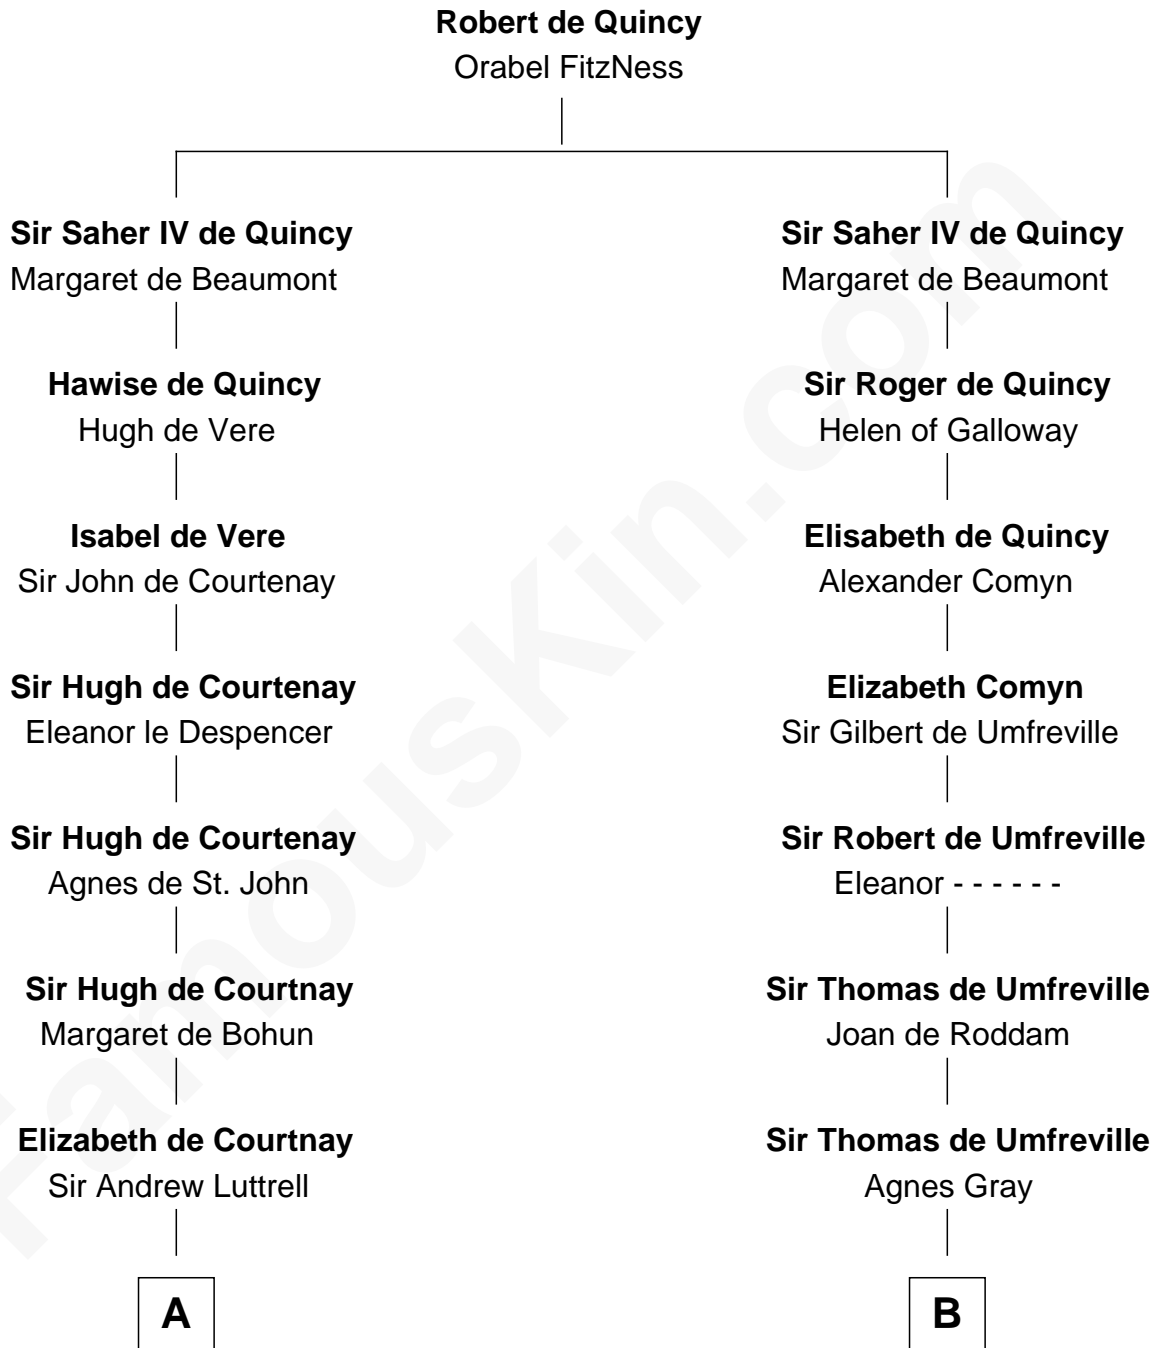 Robert de Quincy
Orabel FitzNess
Sir Saher IV de Quincy
Margaret de Beaumont
Hawise de Quincy
Hugh de Vere
Isabel de Vere
Sir John de Courtenay
Sir Hugh de Courtenay
Eleanor le Despencer
Sir Hugh de Courtenay
Agnes de St. John
Sir Hugh de Courtnay
Margaret de Bohun
Elizabeth de Courtnay
Sir Andrew Luttrell
A
Sir Saher IV de Quincy
Margaret de Beaumont
Sir Roger de Quincy
Helen of Galloway
Elisabeth de Quincy
Alexander Comyn
Elizabeth Comyn
Sir Gilbert de Umfreville
Sir Robert de Umfreville
Eleanor - - - - - -
Sir Thomas de Umfreville
Joan de Roddam
Sir Thomas de Umfreville
Agnes Gray
B
FamousKin.com